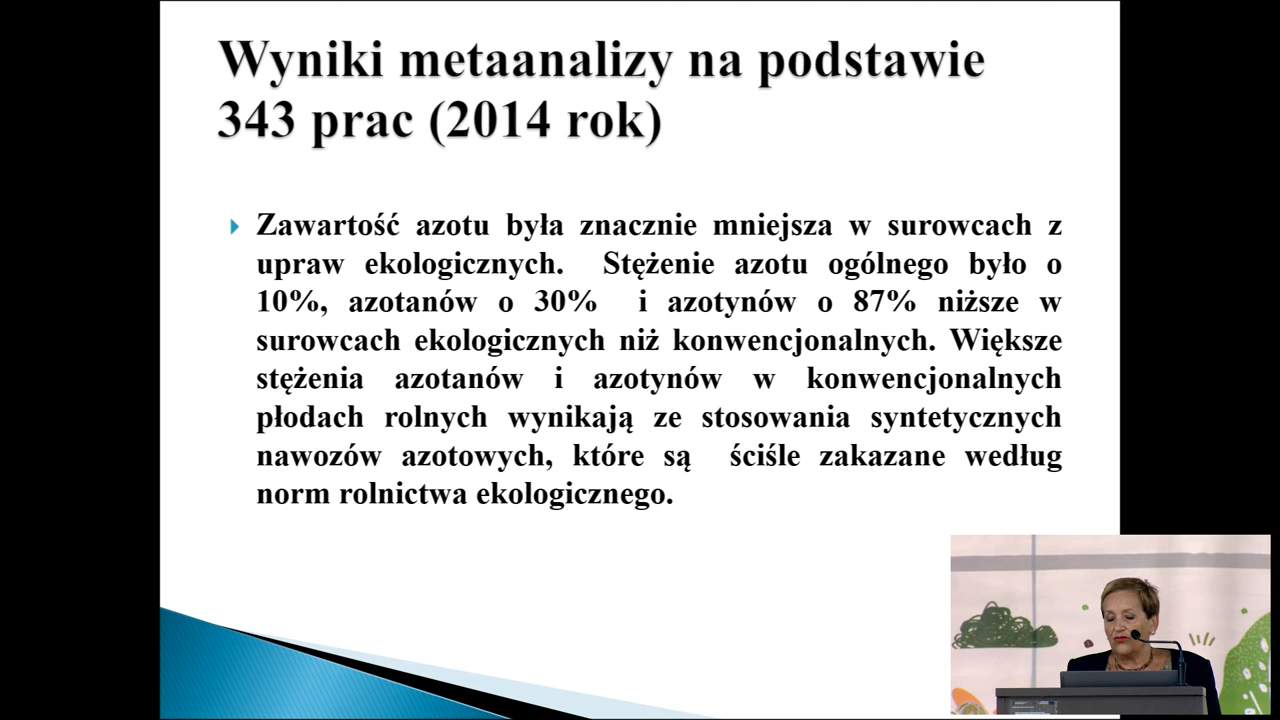 Wyniki metaanalizy na podstawie
343 prac (2014 rok)
Zawartość azotu była znacznie mniejsza w surowcach z
upraw ekologicznych. Stężenie azotu ogólnego było o
10%, azotanów o 30% i azotynów o 87% niższe w
surowcach ekologicznych niż konwencjonalnych. Większe
stężenia azotanów i azotynów w konwencjonalnych
płodach rolnych wynikają ze stosowania syntetycznych
nawozów azotowych, które są ściśle zakazane według
norm rolnictwa ekologicznego.